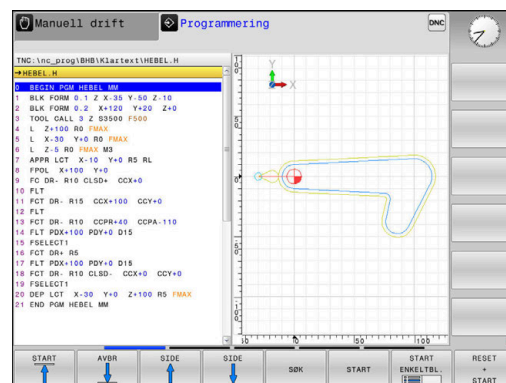 Manuell drift
Programmering
DNC
TNC:\nc_prog\BHB\Klartext\HEBEL.H
→HEBEL.H
0 BEGIN PGM HEBEL MM
1 BLK FORM 0.1 Z X-35 Y-50 Z-10
2 BLK FORM 0.2 X+120 Y+20 Z+0
3 TOOL CALL 3 Z S3500 F500
4 L Z+100 R0 FMAX
5 L X-30 Y+0 R0 FMAX
6 L Z-5 R0 FMAX M3
7 APPR LCT X-10 Y+0 R5 RL
8 FPOL X+100 Y+0
9 FC DR- R10 CLSD+ CCX+0
10 FLT
11 FCT DR- R15 CCX+100 CCY+0
12 FLT
13 FCT DR- R10 CCPR+40 CCPA-110
14 FLT PDX+100 PDY+0 D15
15 FSELECT1
16 FCT DR+ R5
17 FLT PDX+100 PDY+0 D15
18 FCT DR- R10 CLSD- CCX+0 CCY+0
19 FSELECT1
20 DEP LCT X-30 Y+0 Z+100 R5 FMAX
21 END PGM HEBEL MM
Y
X
0
50
100
START
AVBR
SIDE
SIDE
SØK
START
START
ENKELTBL.
RESET
+
START